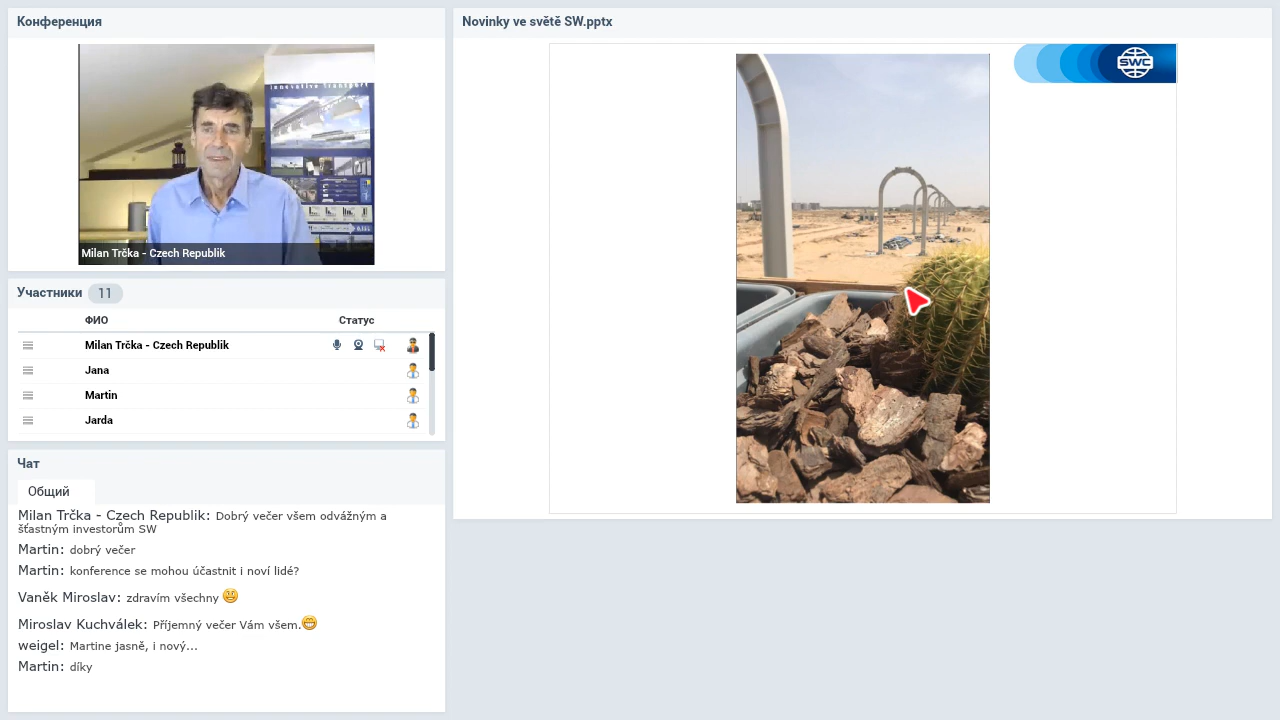 Конференция
innovative transport
Milan Trčka - Czech Republik
Участники 11
ФИО Статус
Milan Trčka - Czech Republik
Jana
Martin
Jarda
Чат
Общий
Milan Trčka - Czech Republik: Dobrý večer všem odvážným a
šťastným investorům SW
Martin: dobrý večer
Martin: konference se mohou účastnit i noví lidé?
Vaněk Miroslav: zdravím všechny
Miroslav Kuchválek: Příjemný večer Vám všem.
weigel: Martine jasně, i nový...
Martin: díky
Novinky ve světě SW.pptx
SWC